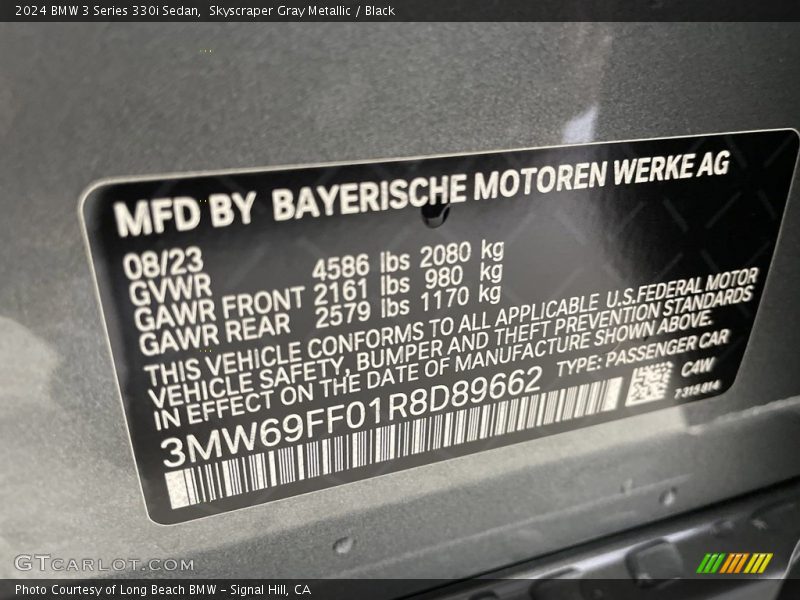 2024 BMW 3 Series 330i Sedan,  Skyscraper Gray Metallic / Black
MFD BY BAYERISCHE MOTOREN WERKE AG
08/23
GVWR 4586 lbs 2080 kg
GAWR FRONT 2161 lbs 980 kg
GAWR REAR 2579 lbs 1170 kg
THIS VEHICLE CONFORMS TO ALL APPLICABLE U.S.FEDERAL MOTOR
VEHICLE SAFETY, BUMPER AND THEFT PREVENTION STANDARDS
IN EFFECT ON THE DATE OF MANUFACTURE SHOWN ABOVE.
3MW69FF01R8D89662 TYPE: PASSENGER CAR
C4W
7 315 814
GTCARLOT.COM
Photo Courtesy of Long Beach BMW – Signal Hill, CA